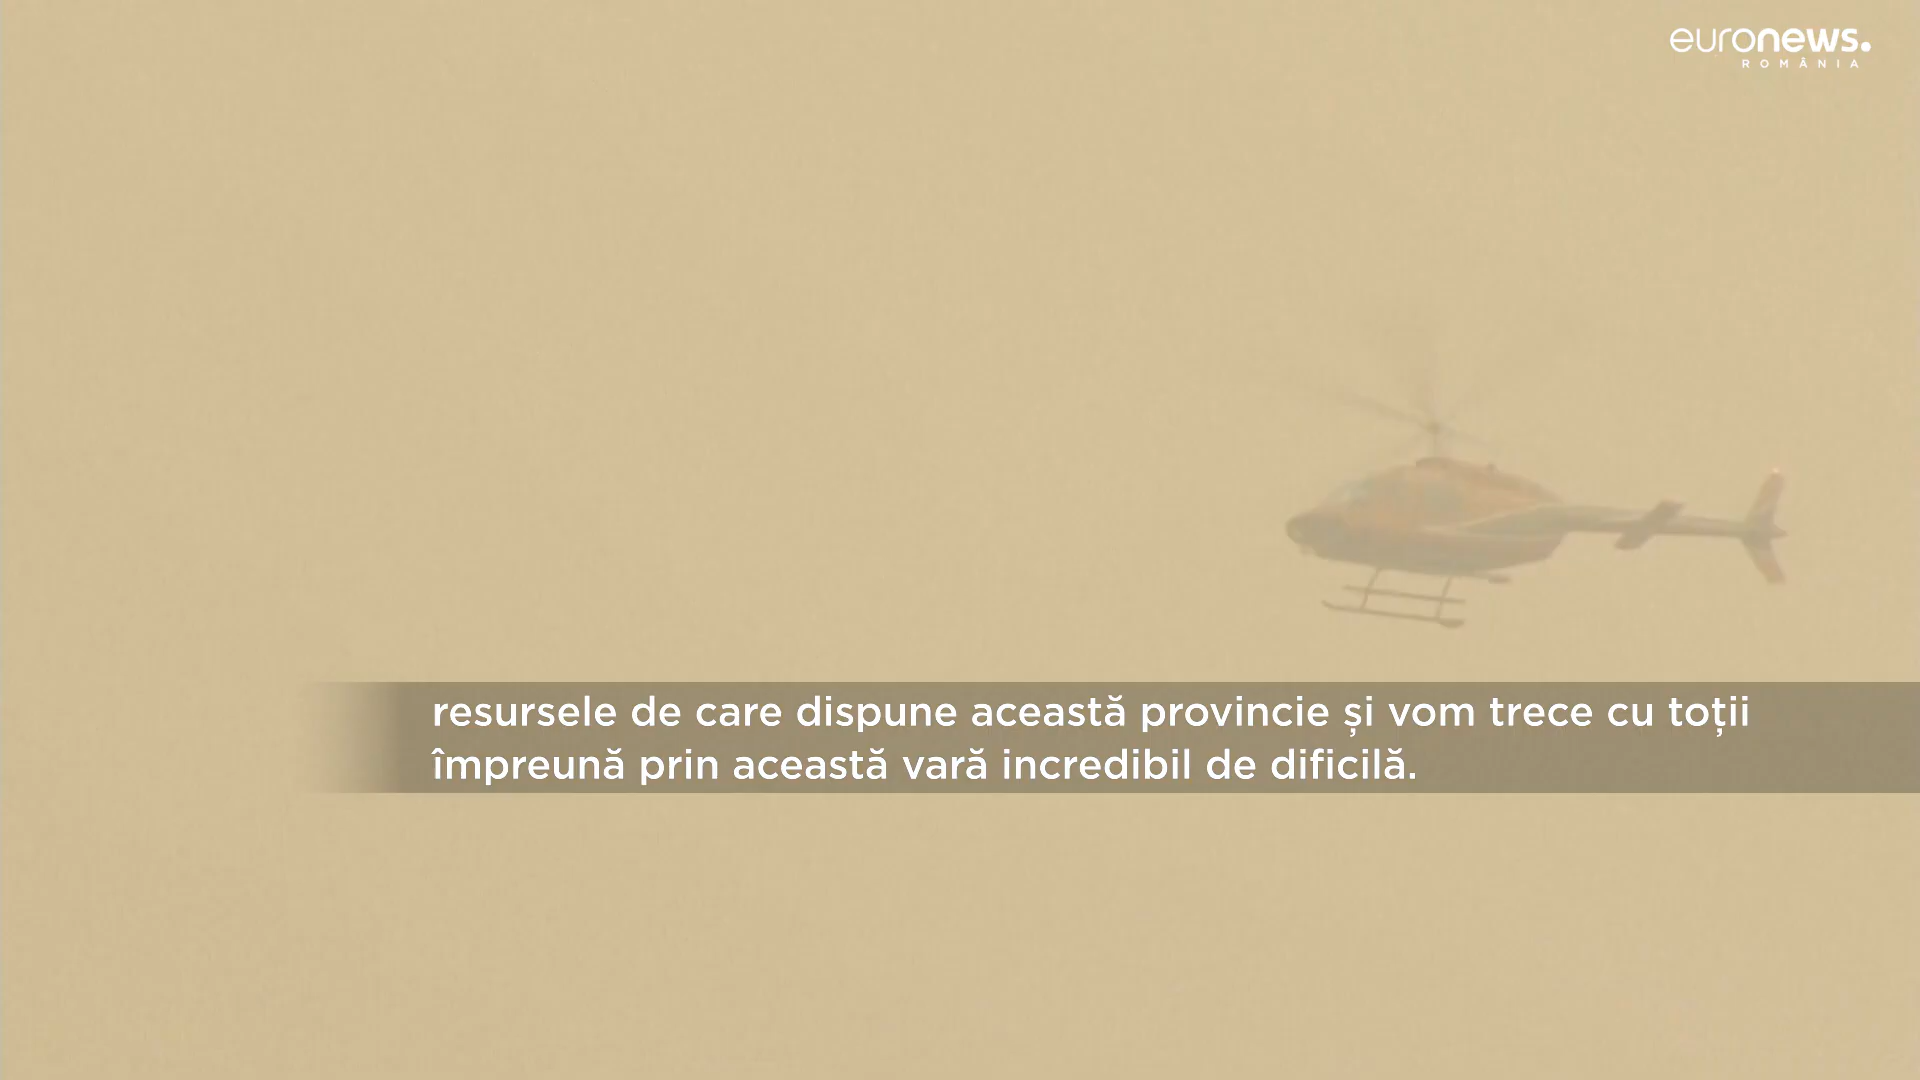 euronews.
ROMÂNIA
resursele de care dispune această provincie și vom trece cu toții
împreună prin această vară incredibil de dificilă.